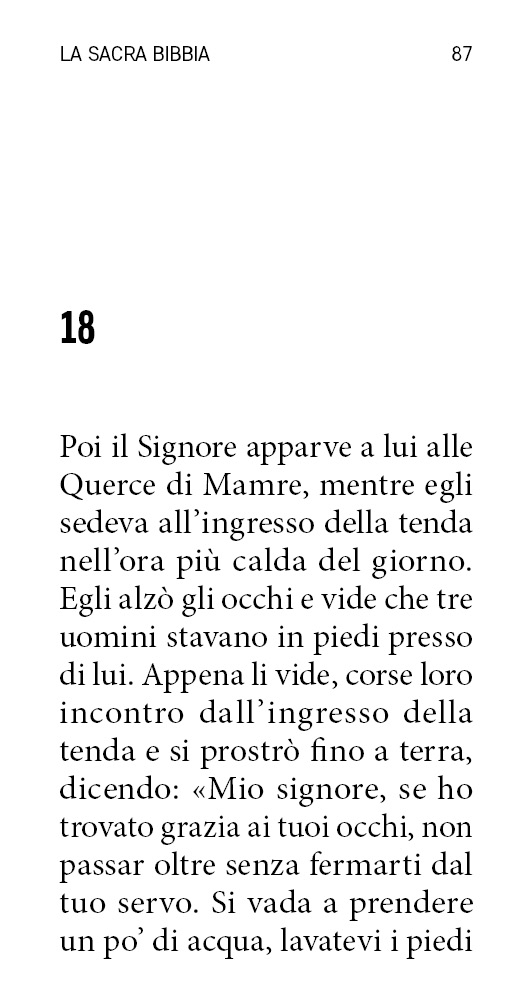 LA SACRA BIBBIA 87
18
Poi il Signore apparve a lui alle
Querce di Mamre, mentre egli
sedeva all’ingresso della tenda
nell’ora più calda del giorno.
Egli alzò gli occhi e vide che tre
uomini stavano in piedi presso
di lui. Appena li vide, corse loro
incontro dall’ingresso della
tenda e si prostrò fino a terra,
dicendo: «Mio signore, se ho
trovato grazia ai tuoi occhi, non
passar oltre senza fermarti dal
tuo servo. Si vada a prendere
un po’ di acqua, lavatevi i piedi